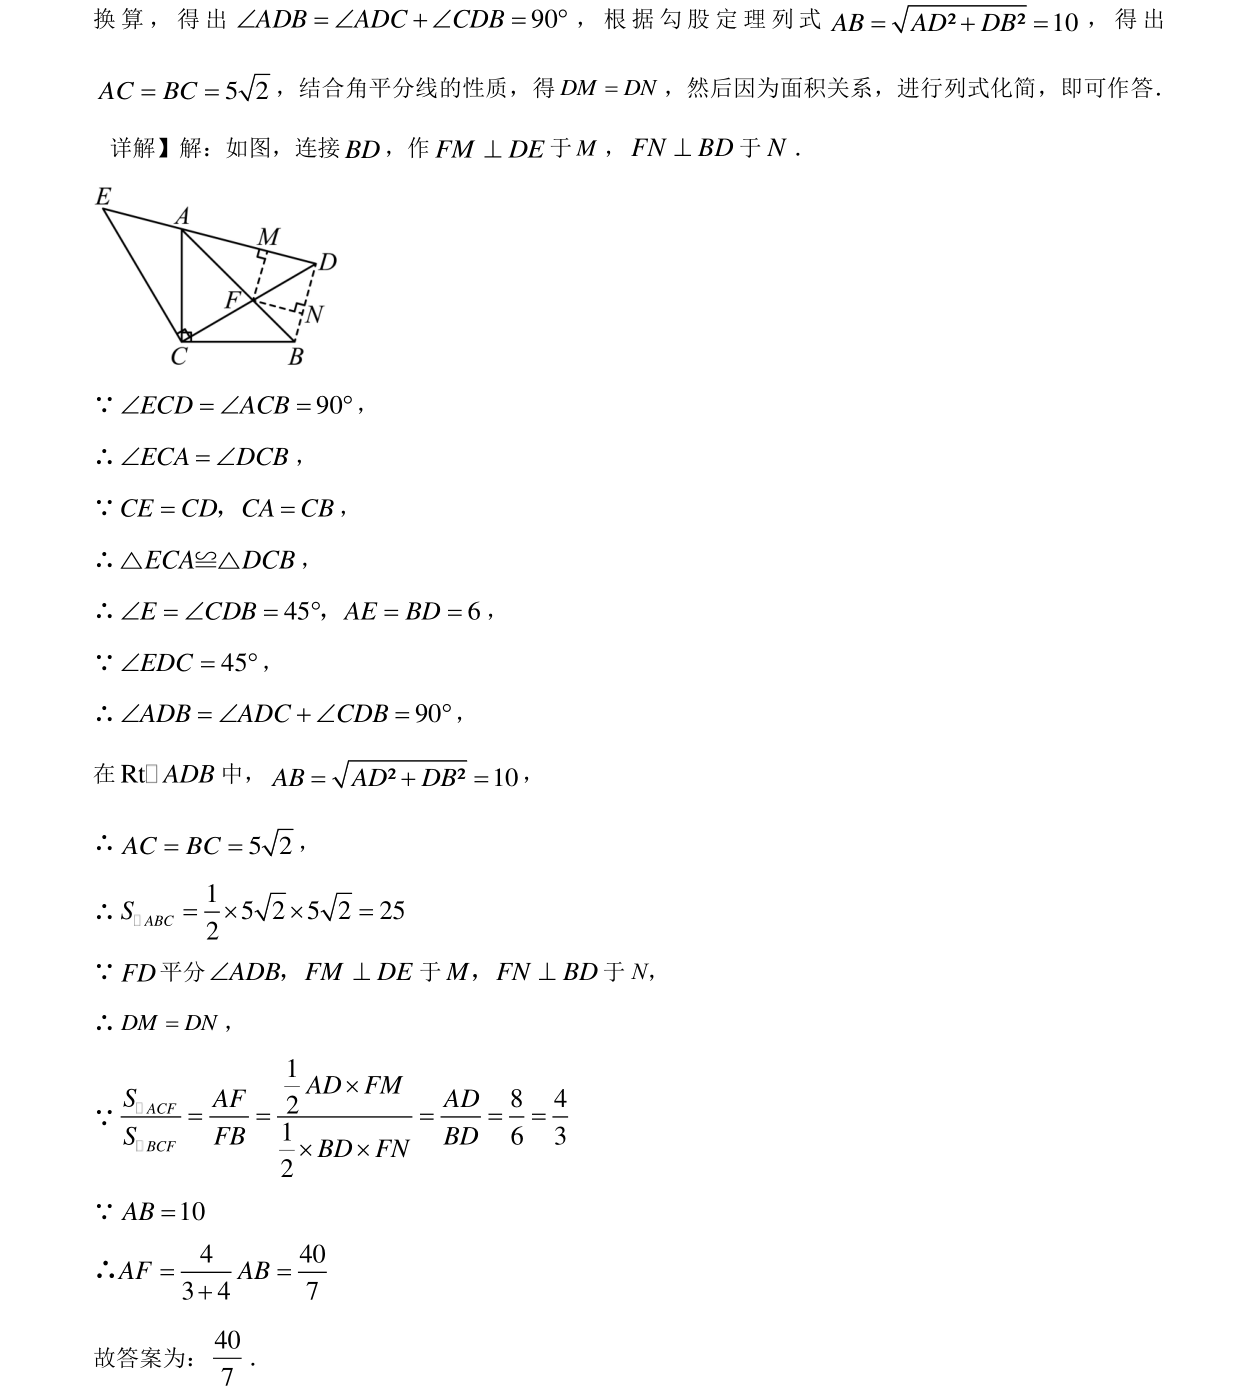 换算，得出 ∠ADB = ∠ADC + ∠CDB = 90°，根据勾股定理列式 AB = √(AD² + DB²) = 10，得出
AC = BC = 5√2，结合角平分线的性质，得 DM = DN，然后因为面积关系，进行列式化简，即可作答．
详解】解：如图，连接 BD，作 FM ⊥ DE 于 M，FN ⊥ BD 于 N．
E
A
M
D
F
N
C
B
∵ ∠ECD = ∠ACB = 90°，
∴ ∠ECA = ∠DCB，
∵ CE = CD，CA = CB，
∴ △ECA≌△DCB，
∴ ∠E = ∠CDB = 45°，AE = BD = 6，
∵ ∠EDC = 45°，
∴ ∠ADB = ∠ADC + ∠CDB = 90°，
在 Rt□ADB 中， AB = √(AD² + DB²) = 10，
∴ AC = BC = 5√2，
∴ S□ABC = 1/2 × 5√2 × 5√2 = 25
∵ FD 平分 ∠ADB，FM ⊥ DE 于 M，FN ⊥ BD 于 N，
∴ DM = DN，
∵ S□ACF/S□BCF = AF/FB = (1/2 AD × FM)/(1/2 × BD × FN) = AD/BD = 8/6 = 4/3
∵ AB = 10
∴ AF = 4/(3+4) AB = 40/7
故答案为：40/7．